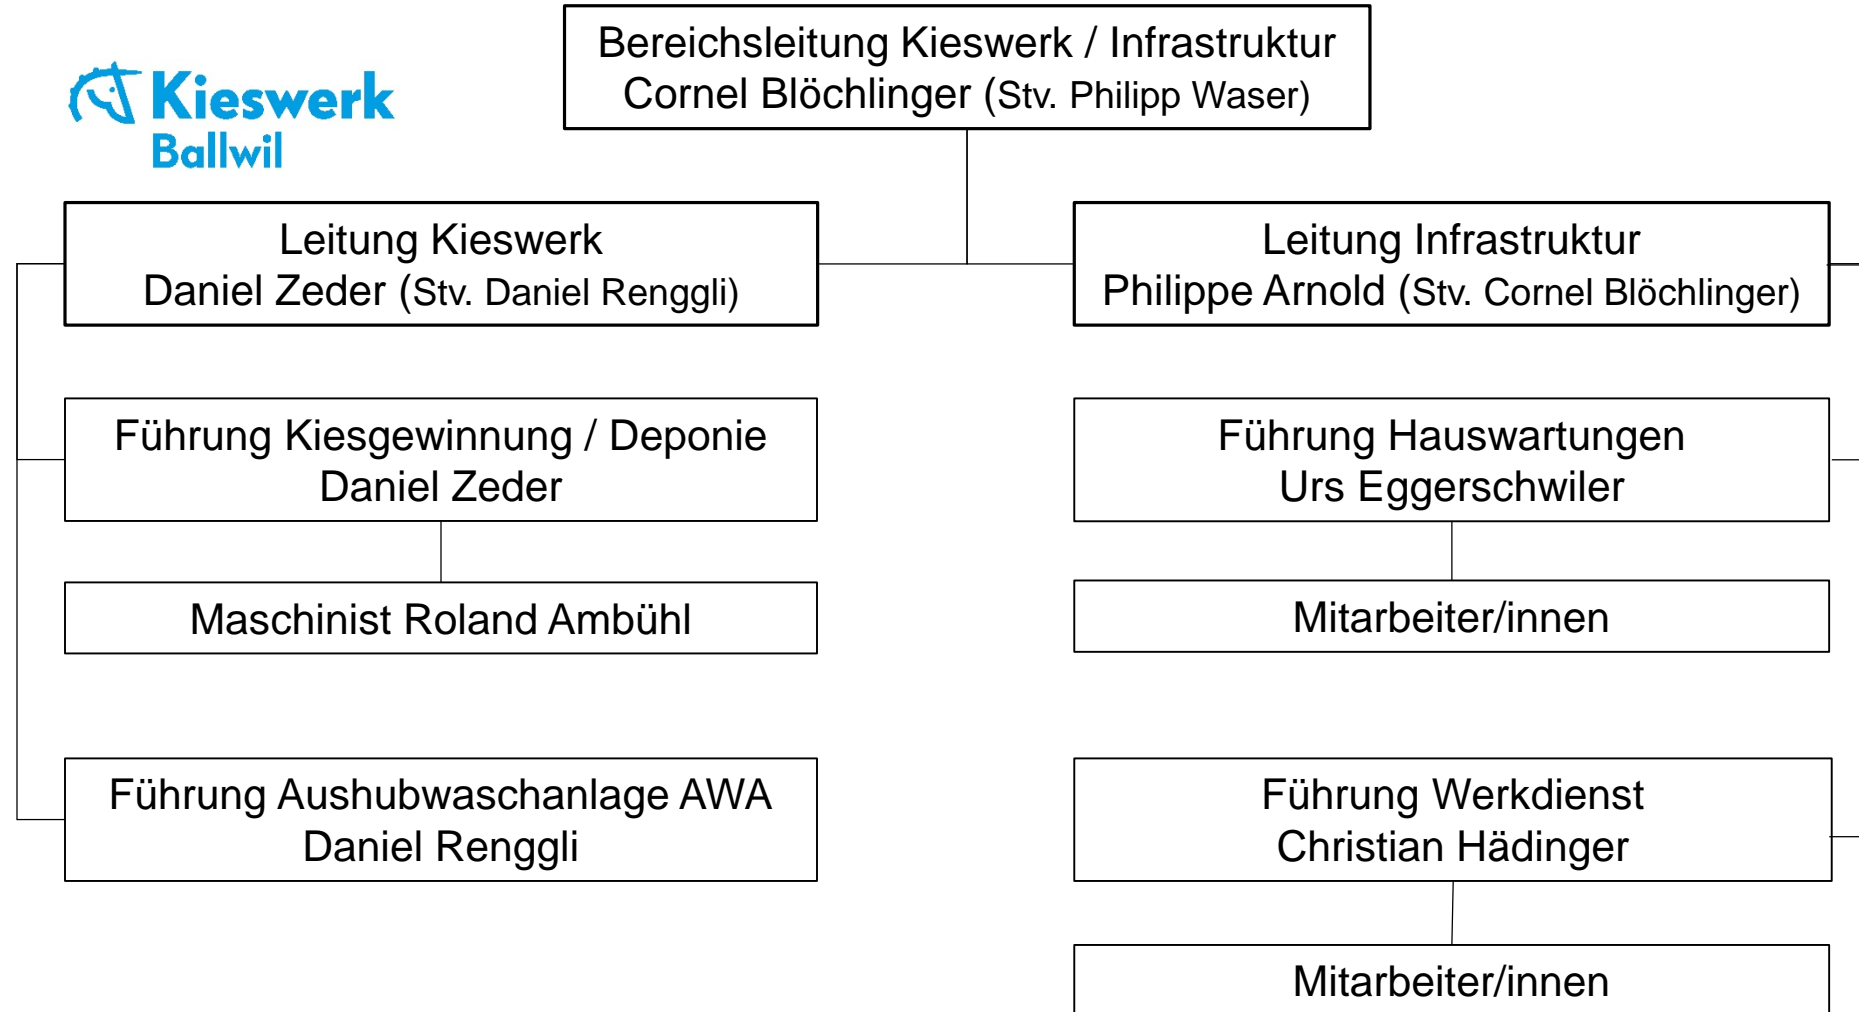 Bereichsleitung Kieswerk / Infrastruktur
Cornel Blöchlinger (Stv. Philipp Waser)
Kieswerk
Ballwil
Leitung Kieswerk
Daniel Zeder (Stv. Daniel Renggli)
Leitung Infrastruktur
Philippe Arnold (Stv. Cornel Blöchlinger)
Führung Kiesgewinnung / Deponie
Daniel Zeder
Führung Hauswartungen
Urs Eggerschwiler
Maschinist Roland Ambühl
Mitarbeiter/innen
Führung Aushubwaschanlage AWA
Daniel Renggli
Führung Werkdienst
Christian Hädinger
Mitarbeiter/innen